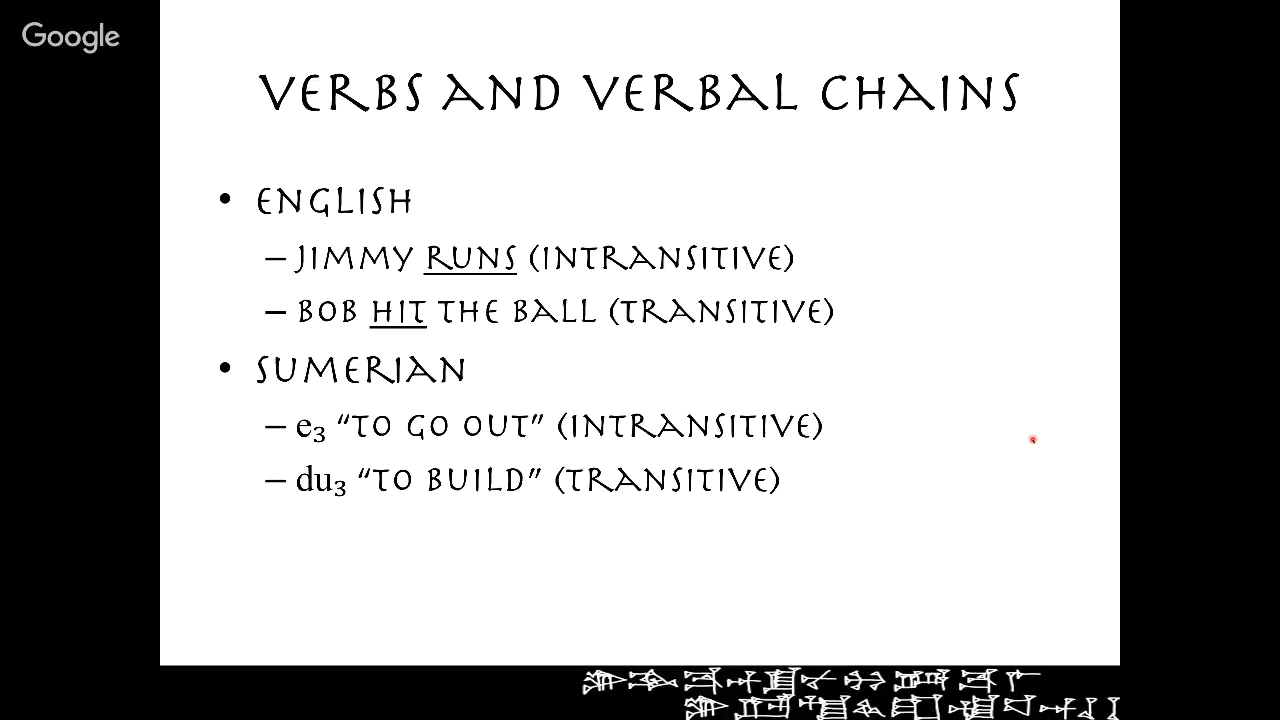 Google
VERBS AND VERBAL CHAINS
• ENGLISH
– JIMMY RUNS (INTRANSITIVE)
– BOB HIT THE BALL (TRANSITIVE)
• SUMERIAN
– e₃ “TO GO OUT” (INTRANSITIVE)
– du₃ “TO BUILD” (TRANSITIVE)